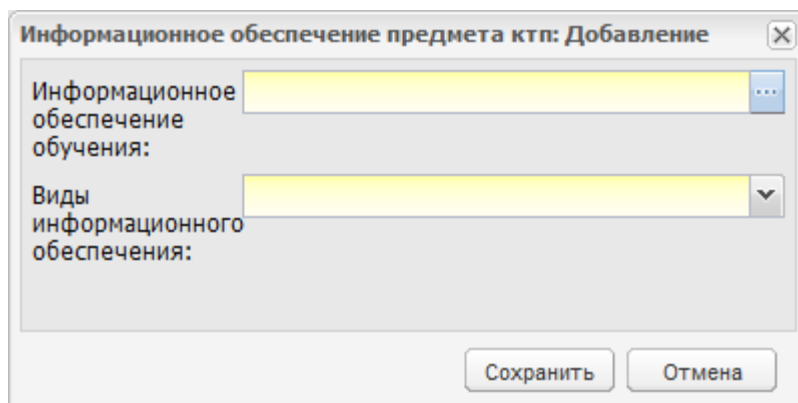 Информационное обеспечение предмета ктп: Добавление
Информационное
обеспечение
обучения:
Виды
информационного
обеспечения:
Сохранить
Отмена